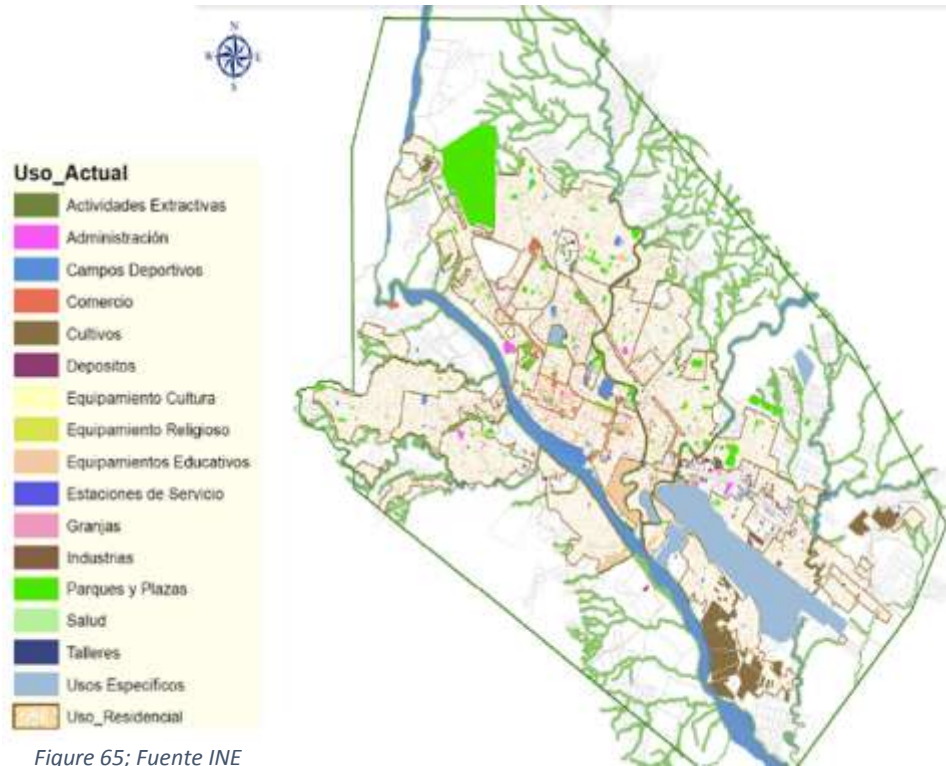 N
S
Uso_Actual
Actividades Extractivas
Administración
Campos Deportivos
Comercio
Cultivos
Depositos
Equipamiento Cultura
Equipamiento Religioso
Equipamientos Educativos
Estaciones de Servicio
Granjas
Industrias
Parques y Plazas
Salud
Talleres
Usos Específicos
Uso_Residencial
Figure 65; Fuente INE